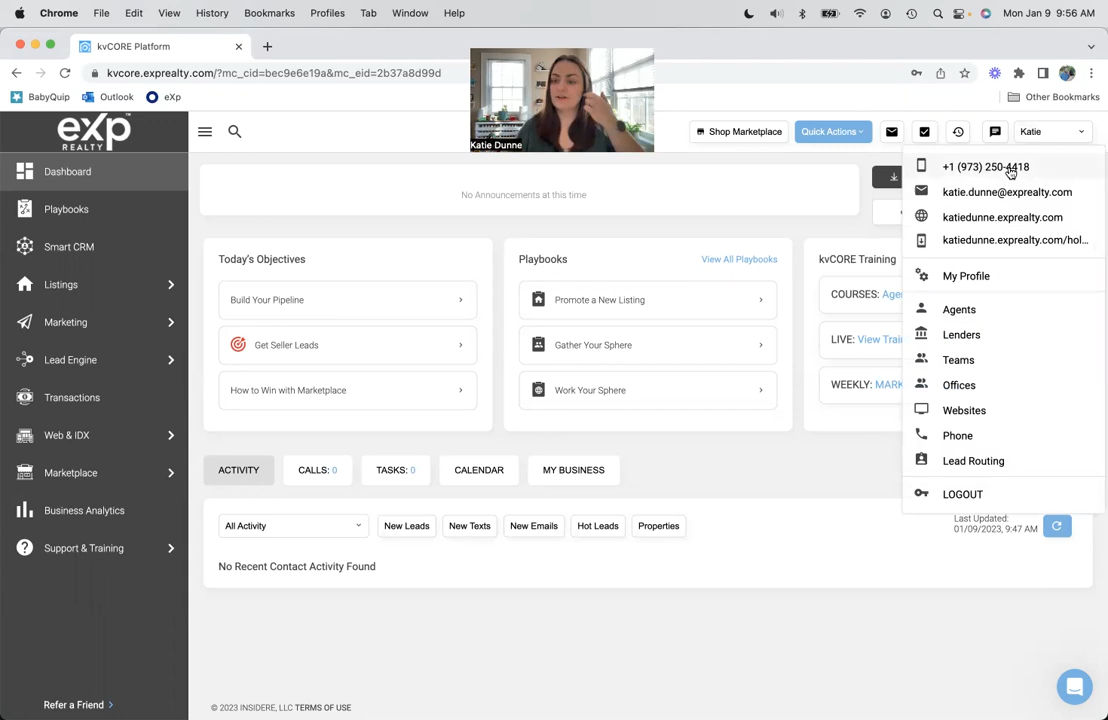 Chrome File Edit View History Bookmarks Profiles Tab Window Help Mon Jan 9 9:56 AM
kvCORE Platform
kvcore.exprealty.com/?mc_cid=bec9e6e19a&mc_eid=2b37a8d99d
BabyQuip Outlook eXp Other Bookmarks
Katie Dunne
eXp REALTY
Shop Marketplace Quick Actions Katie
Dashboard
Playbooks
Smart CRM
Listings
Marketing
Lead Engine
Transactions
Web & IDX
Marketplace
Business Analytics
Support & Training
Refer a Friend
No Announcements at this time
Today's Objectives
Build Your Pipeline
Get Seller Leads
How to Win with Marketplace
Playbooks View All Playbooks
Promote a New Listing
Gather Your Sphere
Work Your Sphere
kvCORE Training
COURSES: Age
LIVE: View Trai
WEEKLY: MARK
+1 (973) 250-4418
katie.dunne@exprealty.com
katiedunne.exprealty.com
katiedunne.exprealty.com/hol...
My Profile
Agents
Lenders
Teams
Offices
Websites
Phone
Lead Routing
LOGOUT
ACTIVITY CALLS: 0 TASKS: 0 CALENDAR MY BUSINESS
All Activity New Leads New Texts New Emails Hot Leads Properties
Last Updated:
01/09/2023, 9:47 AM
No Recent Contact Activity Found
© 2023 INSIDERE, LLC TERMS OF USE